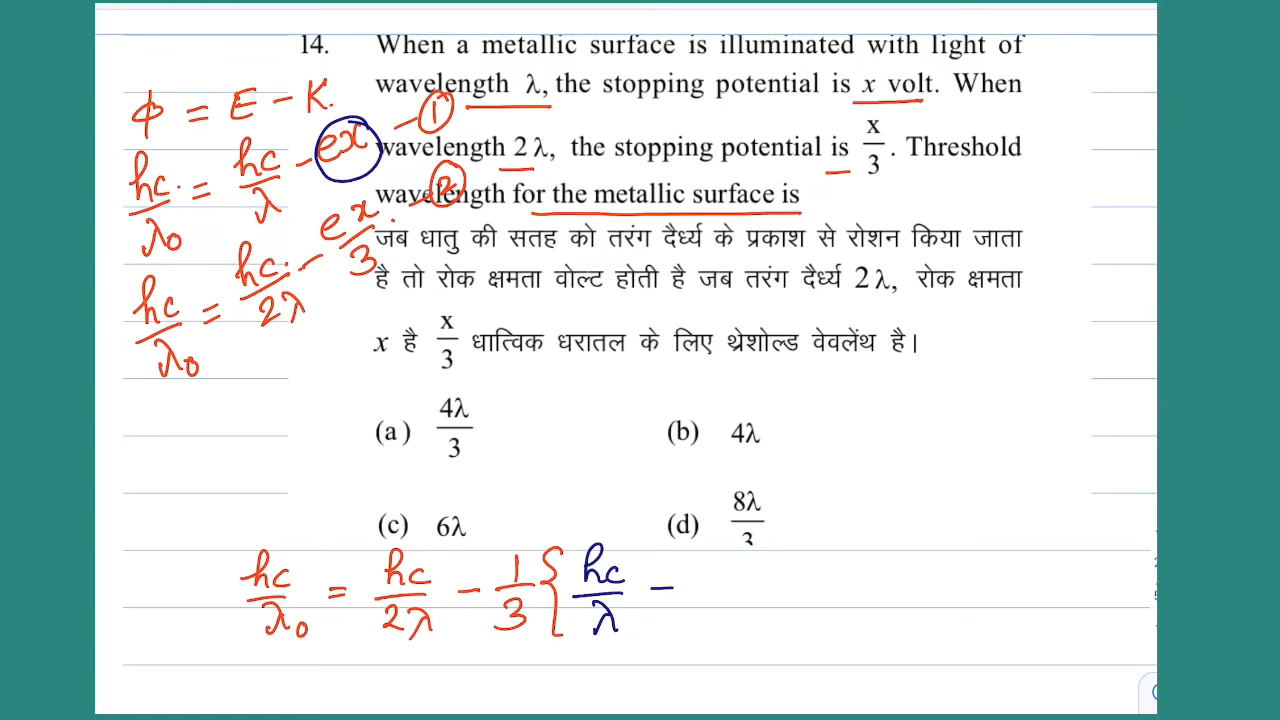 14. When a metallic surface is illuminated with light of
wavelength λ, the stopping potential is x volt. When
wavelength 2λ, the stopping potential is x/3. Threshold
wavelength for the metallic surface is
जब धातु की सतह को तरंग दैर्ध्य के प्रकाश से रोशन किया जाता
है तो रोक क्षमता वोल्ट होती है जब तरंग दैर्ध्य 2λ, रोक क्षमता
x है x/3 धात्विक धरातल के लिए थ्रेशोल्ड वेवलेंथ है।
(a) 4λ/3 (b) 4λ
(c) 6λ (d) 8λ/3
ϕ = E - K.
hc/λ₀ = hc/λ - ex - ①
hc/λ₀ = hc/2λ - ex/3 - ②
hc/λ₀ = hc/2λ - 1/3 { hc/λ -